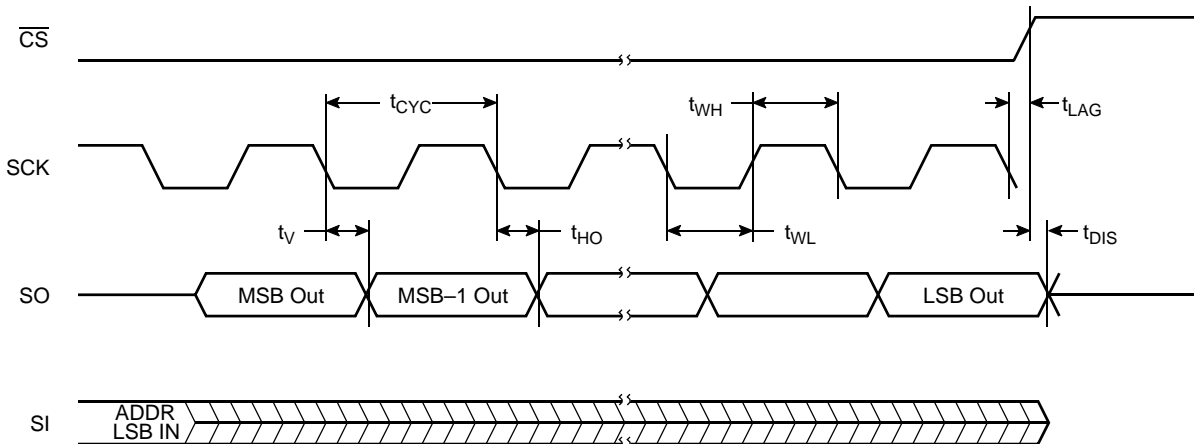 CS
tCYC
tWH
tLAG
SCK
tV
tHO
tWL
tDIS
SO
MSB Out
MSB–1 Out
LSB Out
SI
ADDR
LSB IN